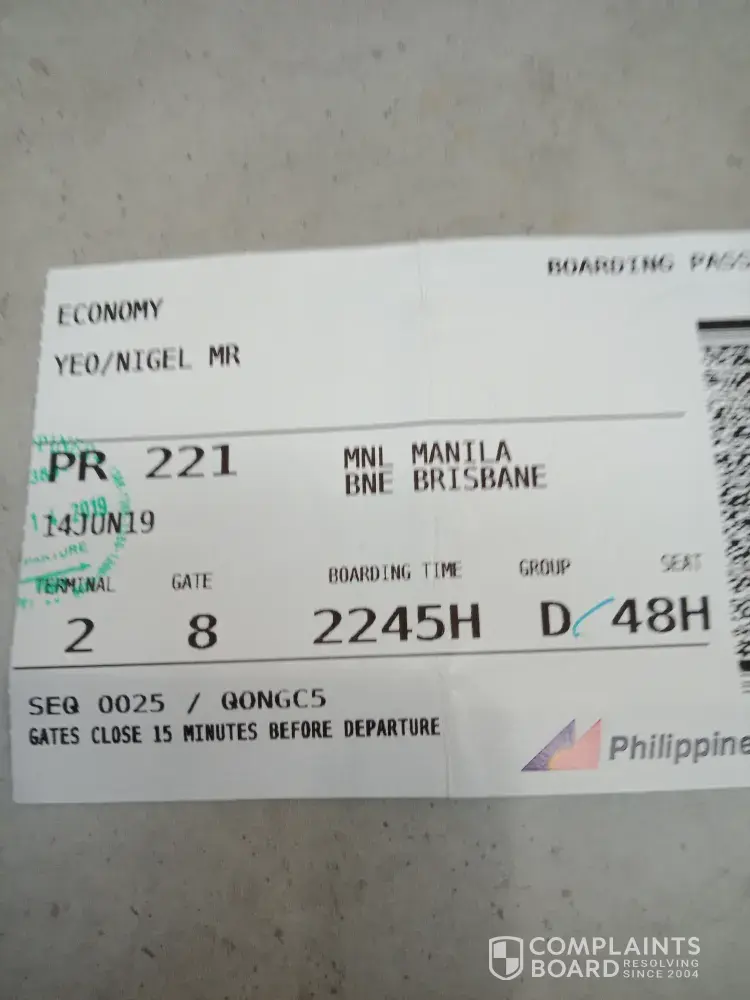 BOARDING PASS
ECONOMY
YEO/NIGEL MR
PR 221
MNL MANILA
BNE BRISBANE
2019
14JUN19
TERMINAL
GATE
BOARDING TIME
GROUP
SEAT
2
8
2245H
D
48H
SEQ 0025 / QONGC5
GATES CLOSE 15 MINUTES BEFORE DEPARTURE
Philippine
COMPLAINTS
BOARD RESOLVING SINCE 2004